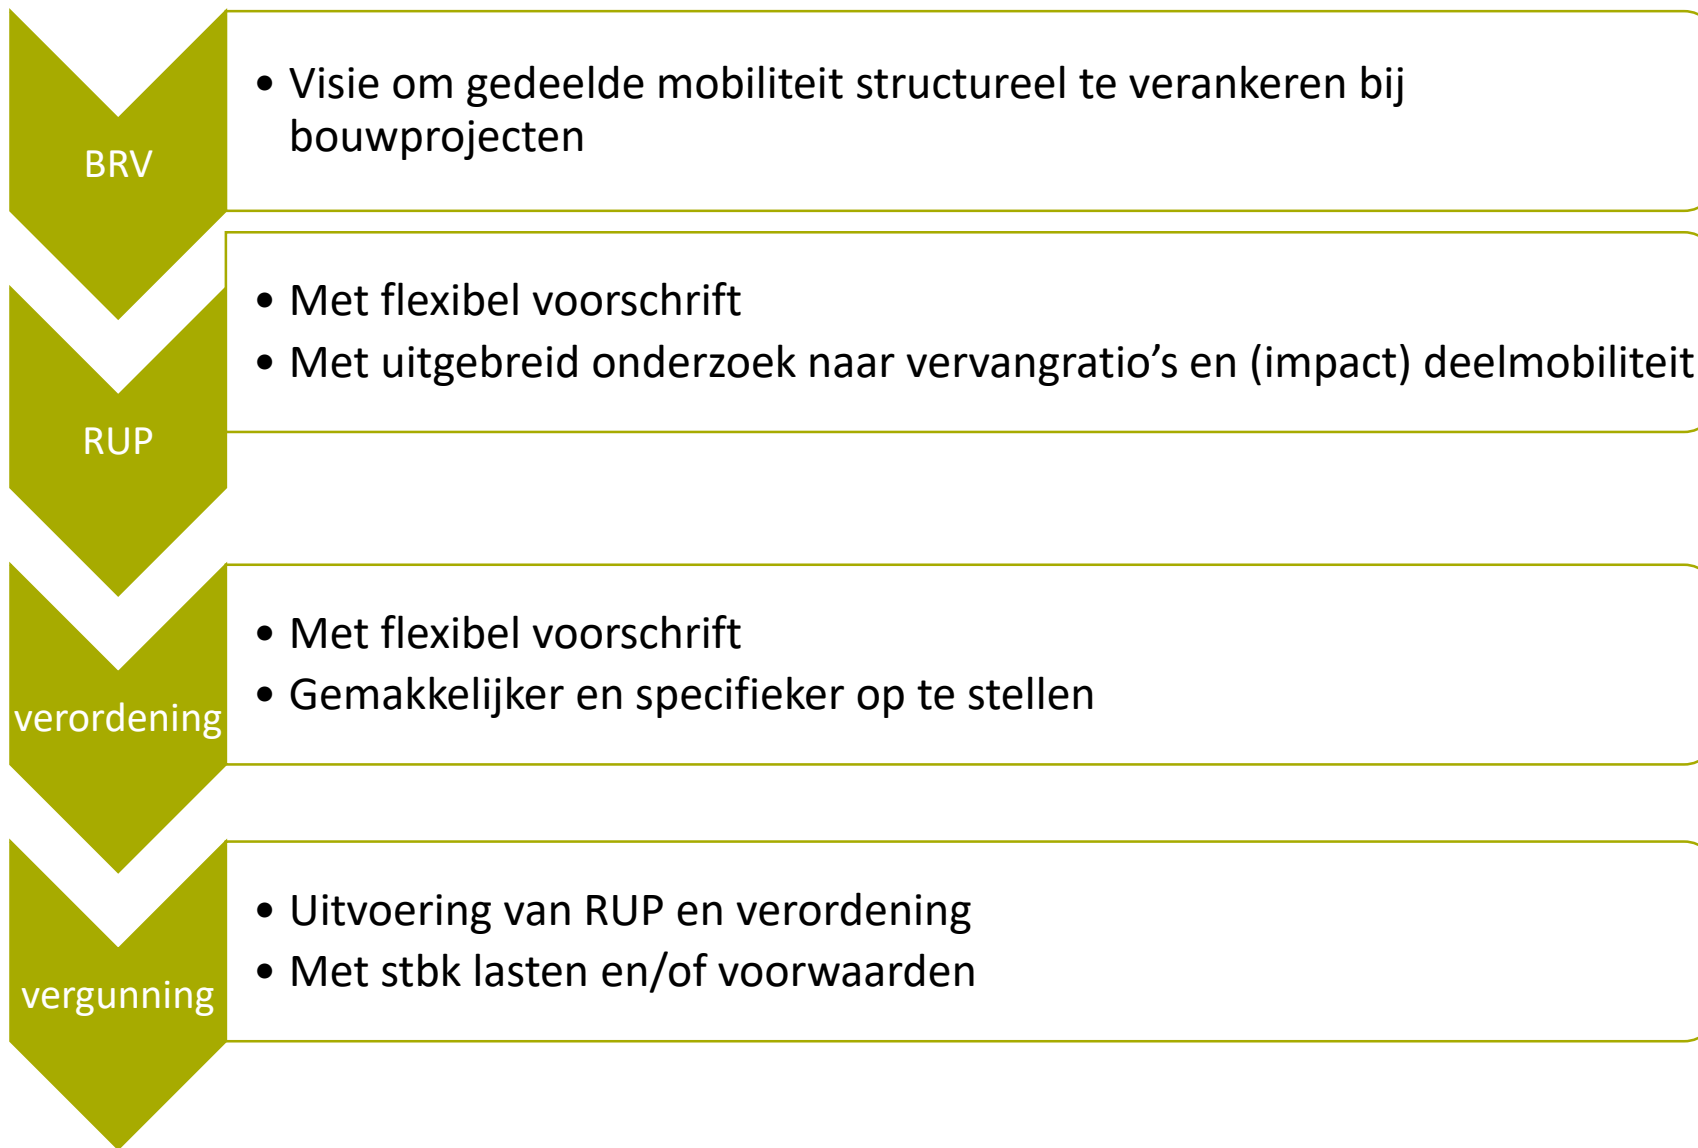 BRV
• Visie om gedeelde mobiliteit structureel te verankeren bij
bouwprojecten
RUP
• Met flexibel voorschrift
• Met uitgebreid onderzoek naar vervangratio’s en (impact) deelmobiliteit
verordening
• Met flexibel voorschrift
• Gemakkelijker en specifieker op te stellen
vergunning
• Uitvoering van RUP en verordening
• Met stbk lasten en/of voorwaarden